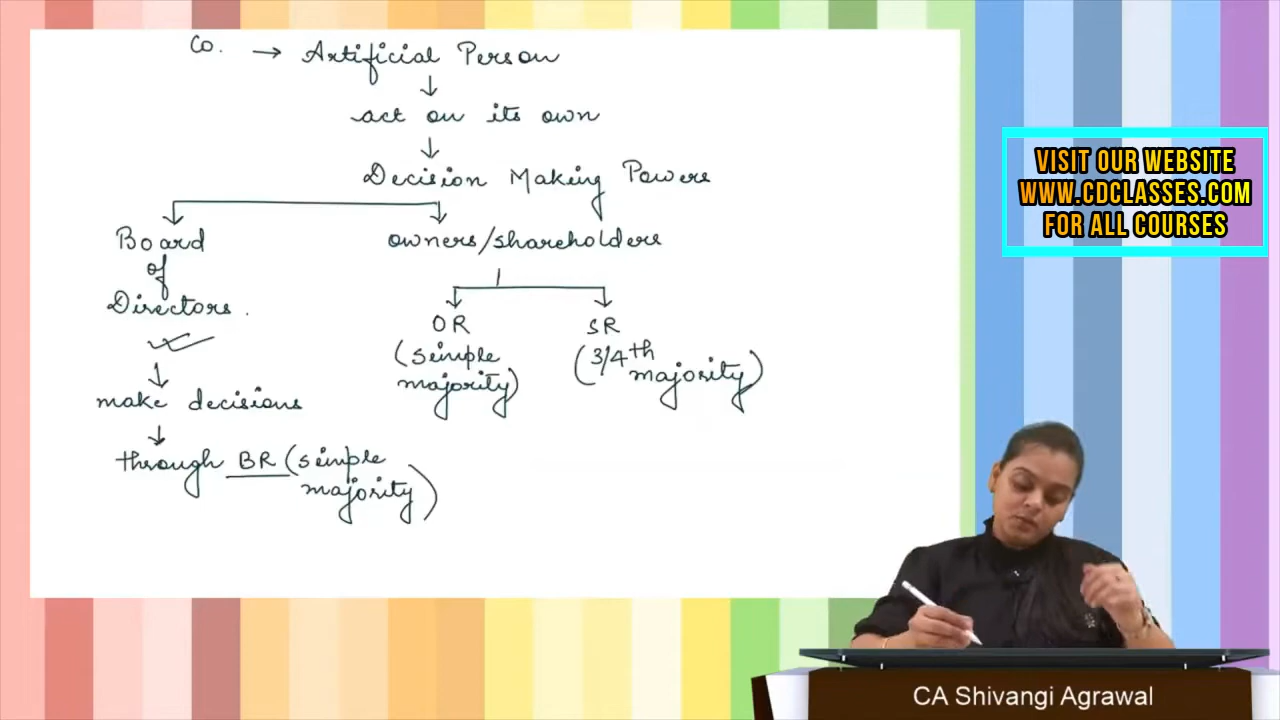 Co. → Artificial Person
act on its own
Decision Making Powers
Board
of
Directors.
owners/shareholders
OR
(simple
majority)
SR
(3/4th
majority)
make decisions
through BR (simple
majority)
VISIT OUR WEBSITE
WWW.CDCLASSES.COM
FOR ALL COURSES
CA Shivangi Agrawal